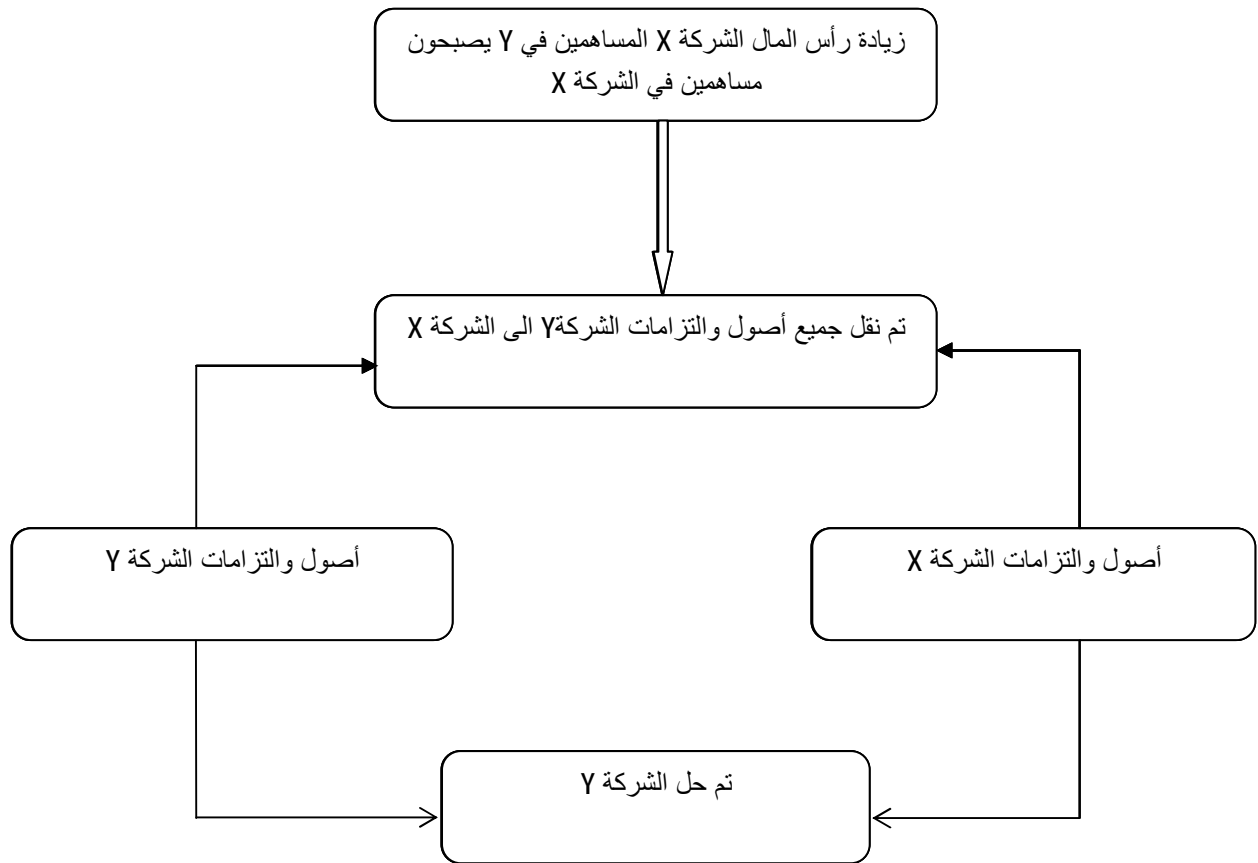 زيادة رأس المال الشركة X المساهمين في Y يصبحون
مساهمين في الشركة X
تم نقل جميع أصول والتزامات الشركةY الى الشركة X
أصول والتزامات الشركة X
أصول والتزامات الشركة Y
تم حل الشركة Y